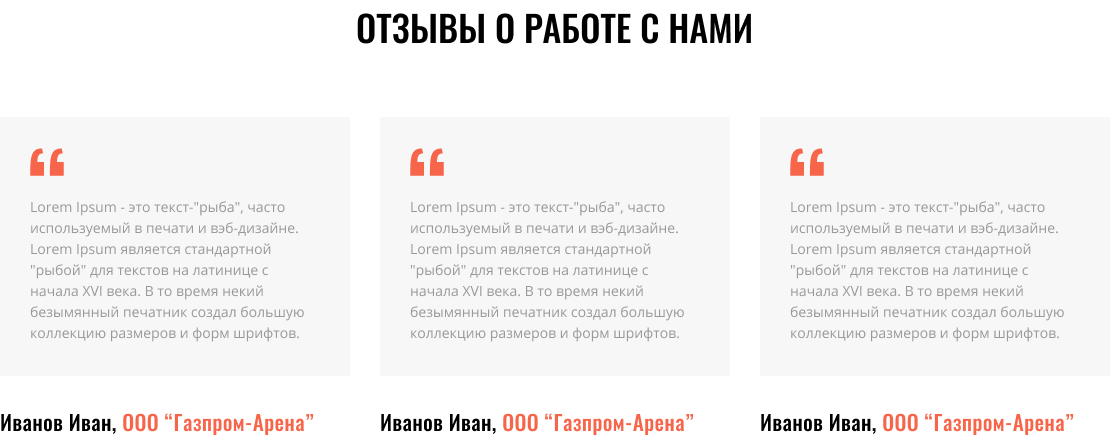 ОТЗЫВЫ О РАБОТЕ С НАМИ
Lorem Ipsum - это текст-"рыба", часто
используемый в печати и вэб-дизайне.
Lorem Ipsum является стандартной
"рыбой" для текстов на латинице с
начала XVI века. В то время некий
безымянный печатник создал большую
коллекцию размеров и форм шрифтов.
Иванов Иван, ООО “Газпром-Арена”
Lorem Ipsum - это текст-"рыба", часто
используемый в печати и вэб-дизайне.
Lorem Ipsum является стандартной
"рыбой" для текстов на латинице с
начала XVI века. В то время некий
безымянный печатник создал большую
коллекцию размеров и форм шрифтов.
Иванов Иван, ООО “Газпром-Арена”
Lorem Ipsum - это текст-"рыба", часто
используемый в печати и вэб-дизайне.
Lorem Ipsum является стандартной
"рыбой" для текстов на латинице с
начала XVI века. В то время некий
безымянный печатник создал большую
коллекцию размеров и форм шрифтов.
Иванов Иван, ООО “Газпром-Арена”